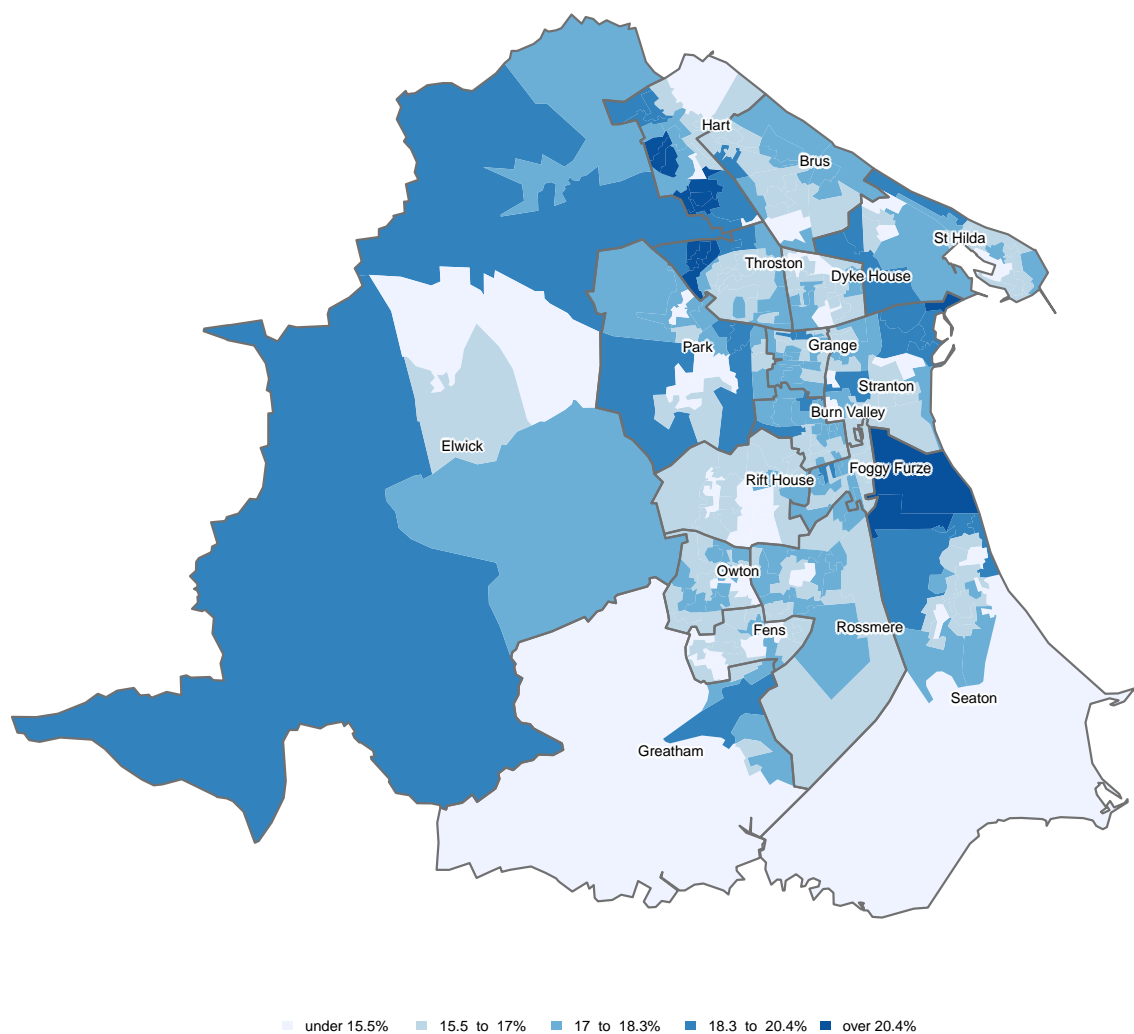 Hart
Brus
St Hilda
Throston
Dyke House
Park
Grange
Stranton
Burn Valley
Elwick
Foggy Furze
Rift House
Owton
Fens
Rossmere
Seaton
Greatham
under 15.5% 15.5 to 17% 17 to 18.3% 18.3 to 20.4% over 20.4%